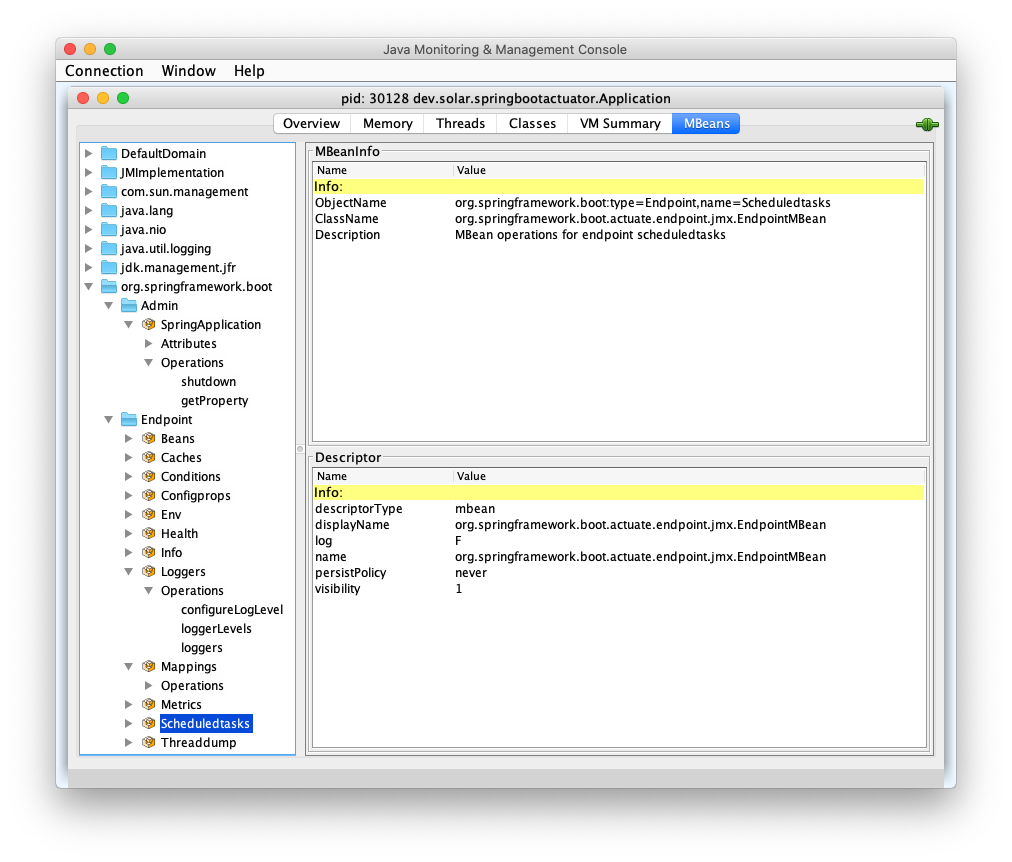 Java Monitoring & Management Console
Connection Window Help
pid: 30128 dev.solar.springbootactuator.Application
Overview Memory Threads Classes VM Summary MBeans
DefaultDomain
JMImplementation
com.sun.management
java.lang
java.nio
java.util.logging
jdk.management.jfr
org.springframework.boot
Admin
SpringApplication
Attributes
Operations
shutdown
getProperty
Endpoint
Beans
Caches
Conditions
Configprops
Env
Health
Info
Loggers
Operations
configureLogLevel
loggerLevels
loggers
Mappings
Operations
Metrics
Scheduledtasks
Threaddump
MBeanInfo
Name Value
Info:
ObjectName org.springframework.boot:type=Endpoint,name=Scheduledtasks
ClassName org.springframework.boot.actuate.endpoint.jmx.EndpointMBean
Description MBean operations for endpoint scheduledtasks
Descriptor
Name Value
Info:
descriptorType mbean
displayName org.springframework.boot.actuate.endpoint.jmx.EndpointMBean
log F
name org.springframework.boot.actuate.endpoint.jmx.EndpointMBean
persistPolicy never
visibility 1